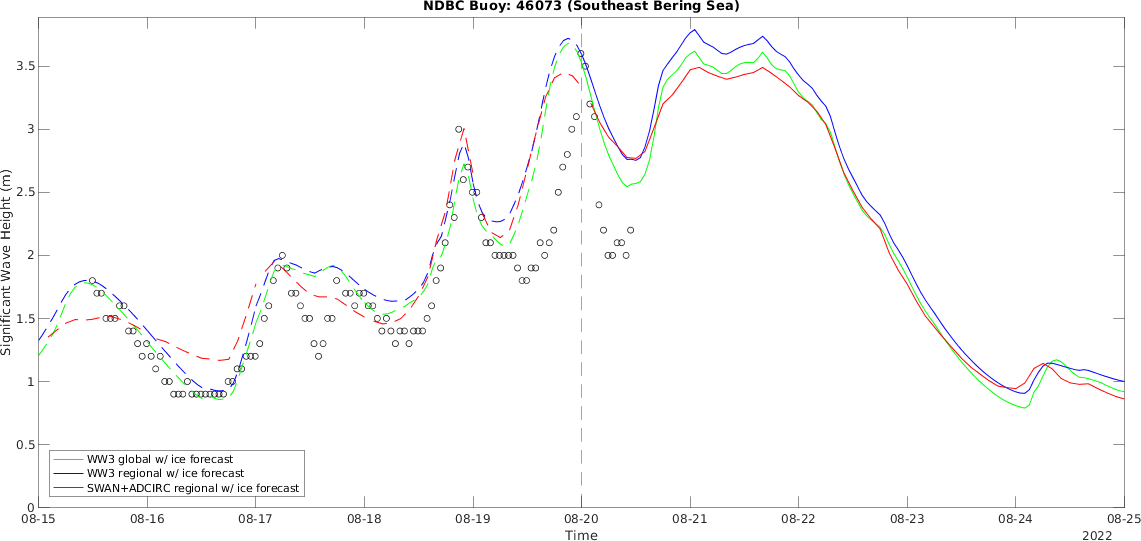 NDBC Buoy: 46073 (Southeast Bering Sea)
Significant Wave Height (m)
3.5
3
2.5
2
1.5
1
0.5
0
WW3 global w/ ice forecast
WW3 regional w/ ice forecast
SWAN+ADCIRC regional w/ ice forecast
08-15 08-16 08-17 08-18 08-19 08-20 08-21 08-22 08-23 08-24 08-25
Time
2022